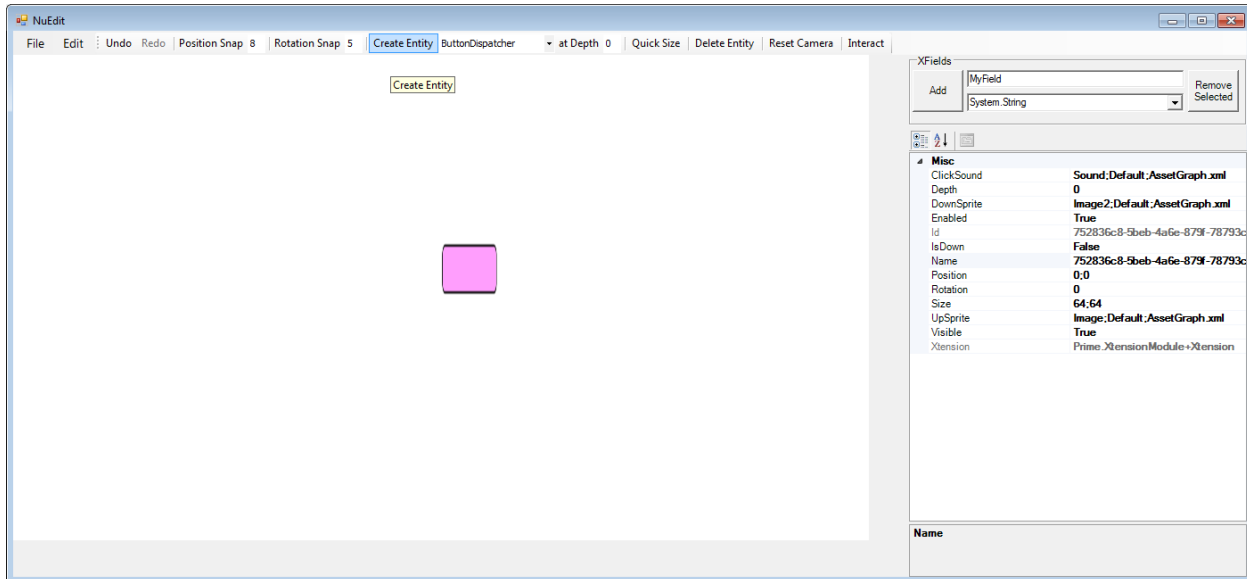 NuEdit
File Edit Undo Redo Position Snap 8 Rotation Snap 5 Create Entity ButtonDispatcher at Depth 0 Quick Size Delete Entity Reset Camera Interact
Create Entity
XFields
Add
MyField
System.String
Remove
Selected
Misc
ClickSound Sound;Default;AssetGraph.xml
Depth 0
DownSprite Image2;Default;AssetGraph.xml
Enabled True
Id 752836c8-5beb-4a6e-879f-78793c
IsDown False
Name 752836c8-5beb-4a6e-879f-78793c
Position 0;0
Rotation 0
Size 64;64
UpSprite Image;Default;AssetGraph.xml
Visible True
Xtension Prime.XtensionModule+Xtension
Name